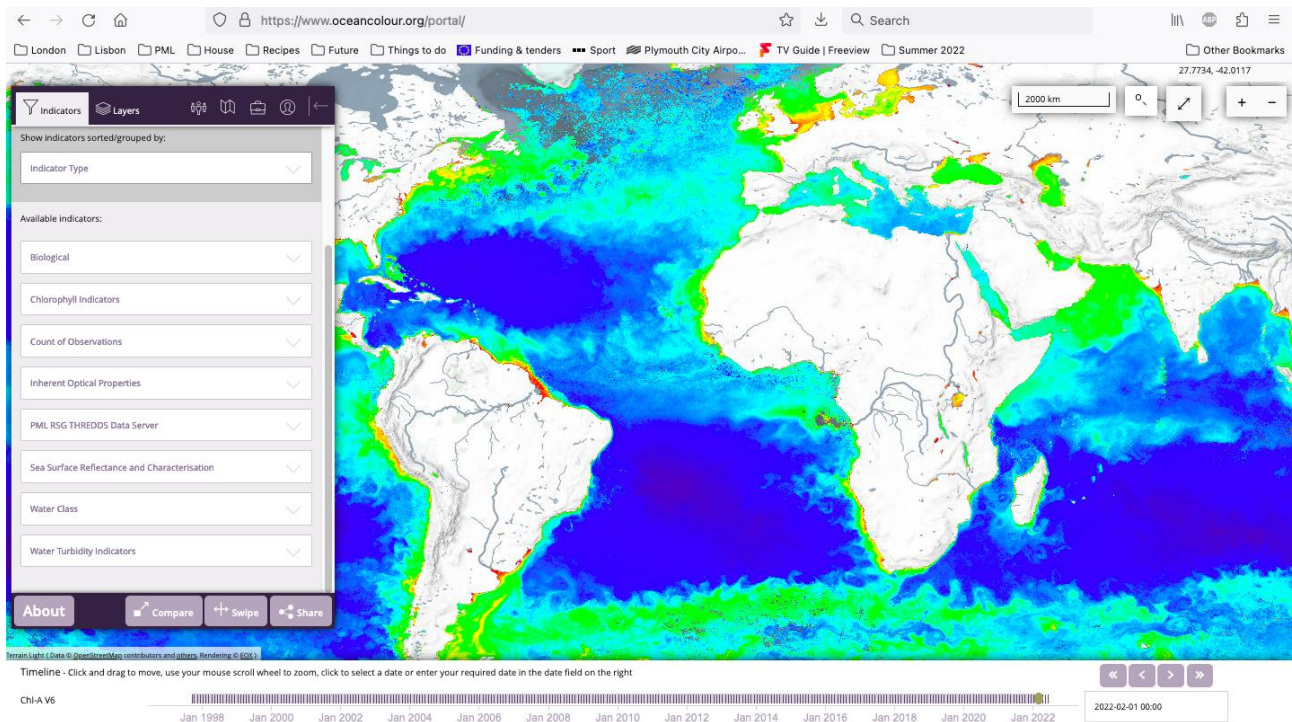 https://www.oceancolour.org/portal/
Search
ABP
London Lisbon PML House Recipes Future Things to do Funding & tenders Sport Plymouth City Airpo... TV Guide | Freeview Summer 2022 Other Bookmarks
27.7734, -42.0117
Indicators Layers
2000 km
Show indicators sorted/grouped by:
Indicator Type
Available indicators:
Biological
Chlorophyll Indicators
Count of Observations
Inherent Optical Properties
PML RSG THREDDS Data Server
Sea Surface Reflectance and Characterisation
Water Class
Water Turbidity Indicators
About Compare Swipe Share
Terrain Light ( Data © OpenStreetMap contributors and others, Rendering © EOX )
Timeline - Click and drag to move, use your mouse scroll wheel to zoom, click to select a date or enter your required date in the date field on the right
Chl-A V6
2022-02-01 00:00
Jan 1998 Jan 2000 Jan 2002 Jan 2004 Jan 2006 Jan 2008 Jan 2010 Jan 2012 Jan 2014 Jan 2016 Jan 2018 Jan 2020 Jan 2022